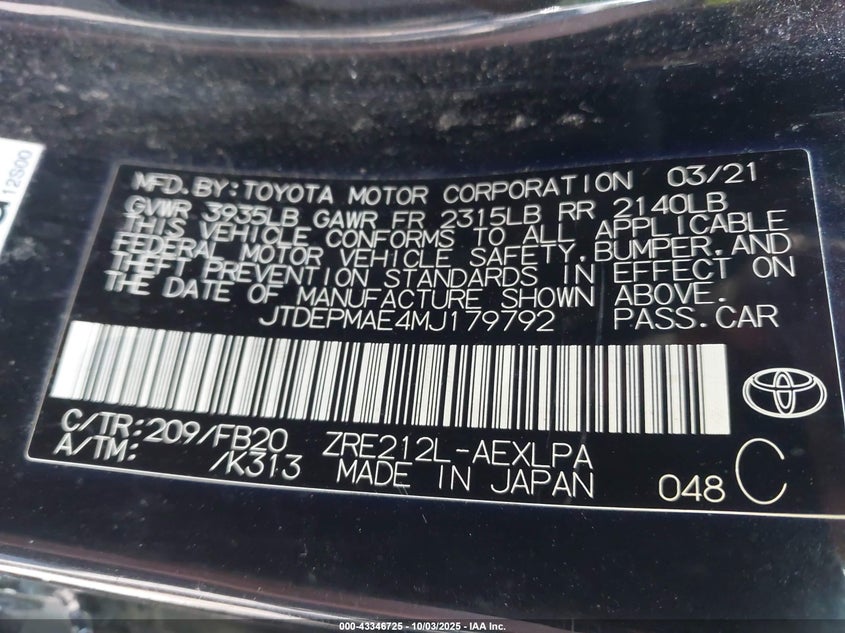 12S00
MFD.BY:TOYOTA MOTOR CORPORATION 03/21
GVWR 3935LB GAWR FR 2315LB RR 2140LB
THIS VEHICLE CONFORMS TO ALL APPLICABLE
FEDERAL MOTOR VEHICLE SAFETY,BUMPER,AND
THEFT PREVENTION STANDARDS IN EFFECT ON
THE DATE OF MANUFACTURE SHOWN ABOVE.
JTDEPMAE4MJ179792 PASS.CAR
C/TR:209/FB20 ZRE212L-AEXLPA
A/TM: /K313 MADE IN JAPAN 048 C
000-43346725 - 10/03/2025 - IAA Inc.